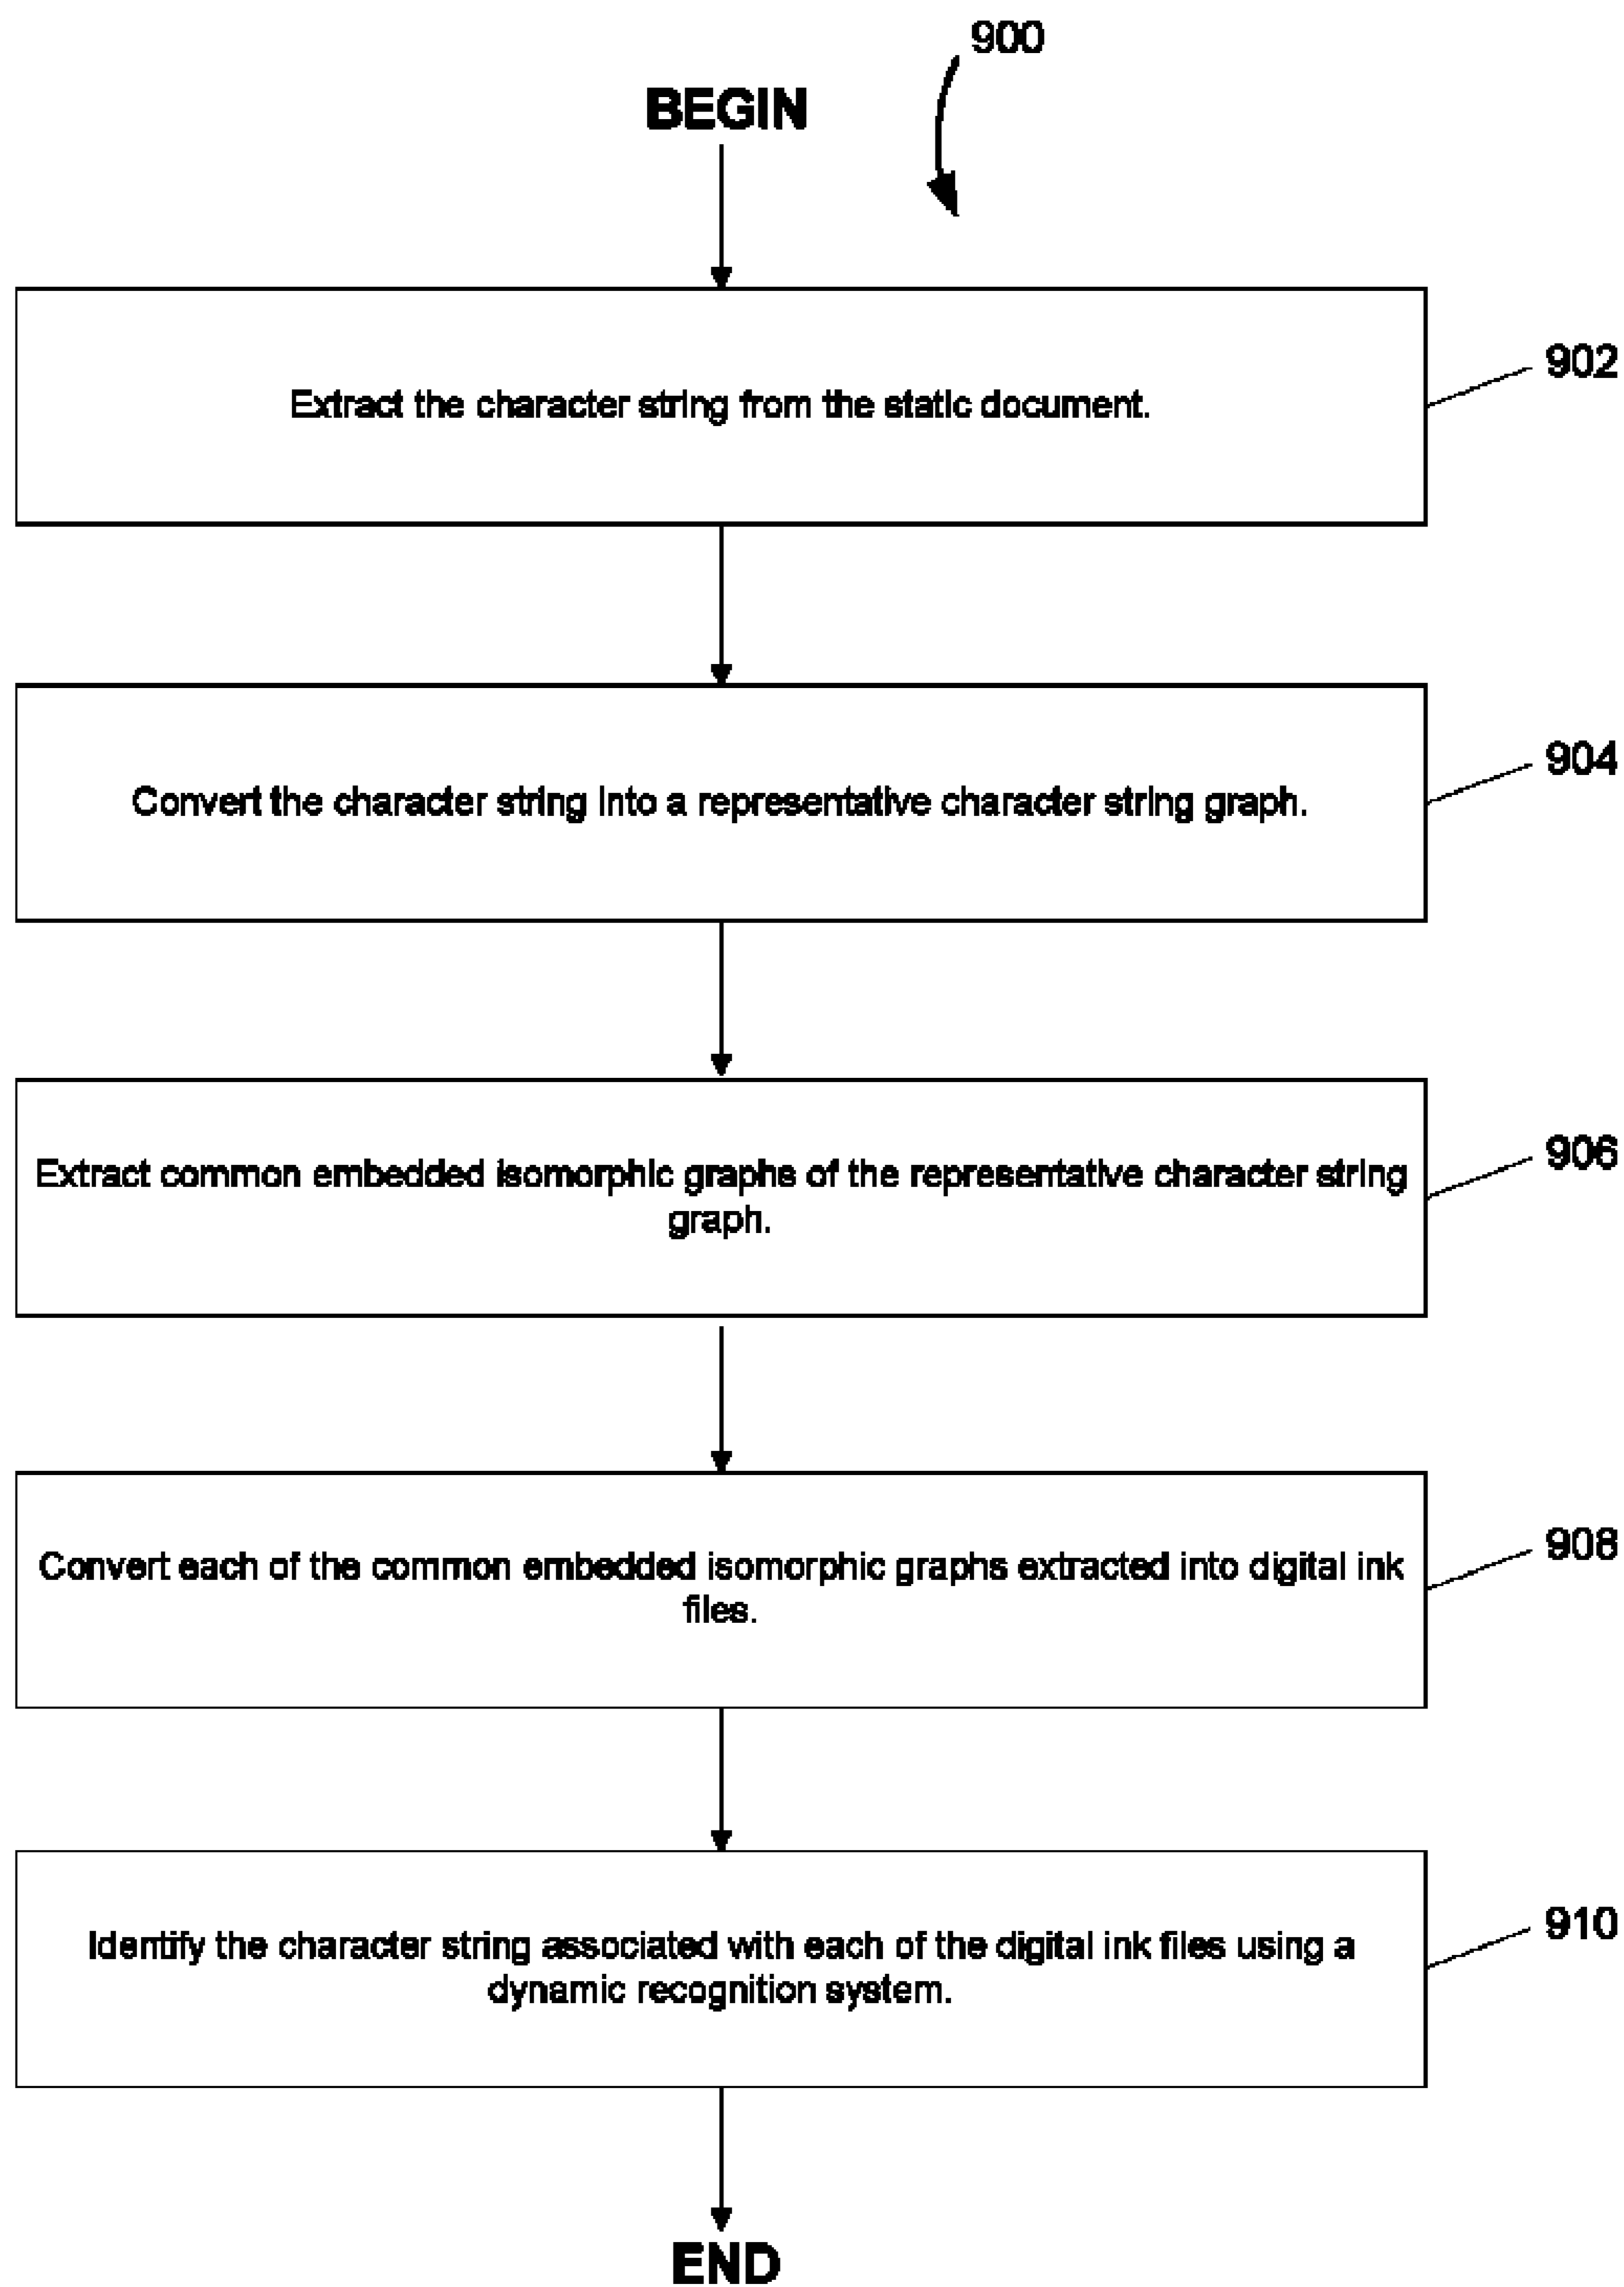 900
BEGIN
902
Extract the character string from the static document.
904
Convert the character string into a representative character string graph.
906
Extract common embedded isomorphic graphs of the representative character string
graph.
908
Convert each of the common embedded isomorphic graphs extracted into digital ink
files.
910
Identify the character string associated with each of the digital ink files using a
dynamic recognition system.
END